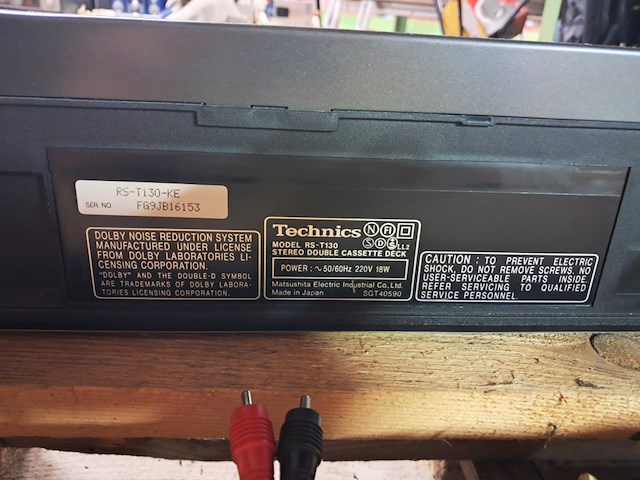 RS-T130-KE
SER. NO. FG9JB16153
DOLBY NOISE REDUCTION SYSTEM
MANUFACTURED UNDER LICENSE
FROM DOLBY LABORATORIES LI-
CENSING CORPORATION.
"DOLBY" AND THE DOUBLE-D SYMBOL
ARE TRADEMARKS OF DOLBY LABORA-
TORIES LICENSING CORPORATION.
Technics N FI
S D
MODEL RS-T130
STEREO DOUBLE CASSETTE DECK
POWER : ∿50/60Hz 220V 18W
Matsushita Electric Industrial Co., Ltd.
Made in Japan SGT40590
CAUTION : TO PREVENT ELECTRIC
SHOCK, DO NOT REMOVE SCREWS. NO
USER-SERVICEABLE PARTS INSIDE.
REFER SERVICING TO QUALIFIED
SERVICE PERSONNEL.